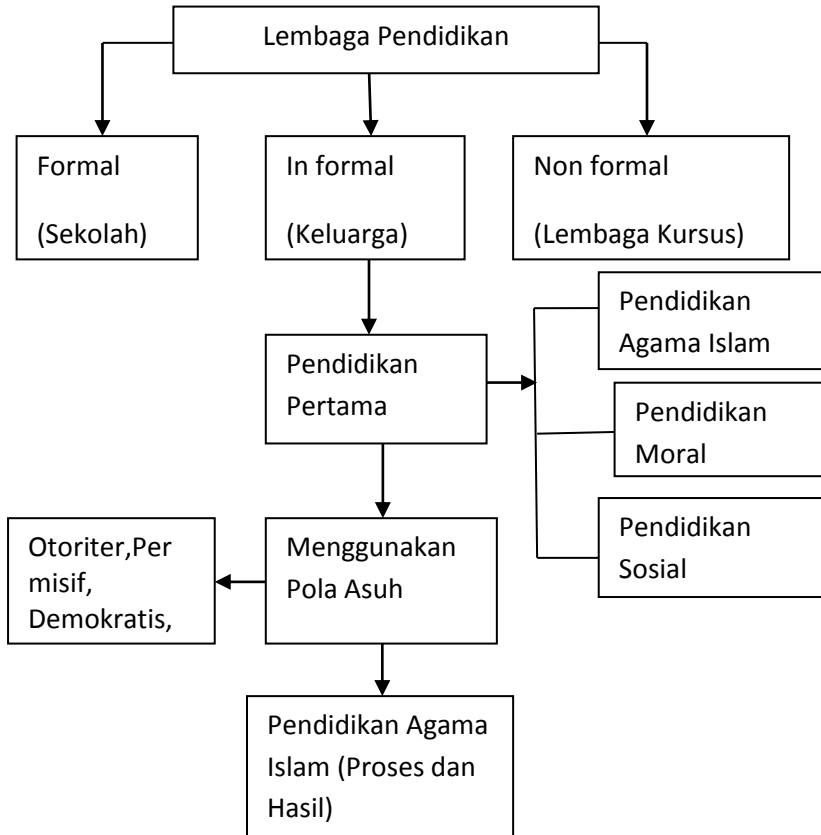 Lembaga Pendidikan
Formal
(Sekolah)
In formal
(Keluarga)
Non formal
(Lembaga Kursus)
Pendidikan
Agama Islam
Pendidikan
Pertama
Pendidikan
Moral
Pendidikan
Sosial
Otoriter,Per
misif,
Demokratis,
Menggunakan
Pola Asuh
Pendidikan Agama
Islam (Proses dan
Hasil)